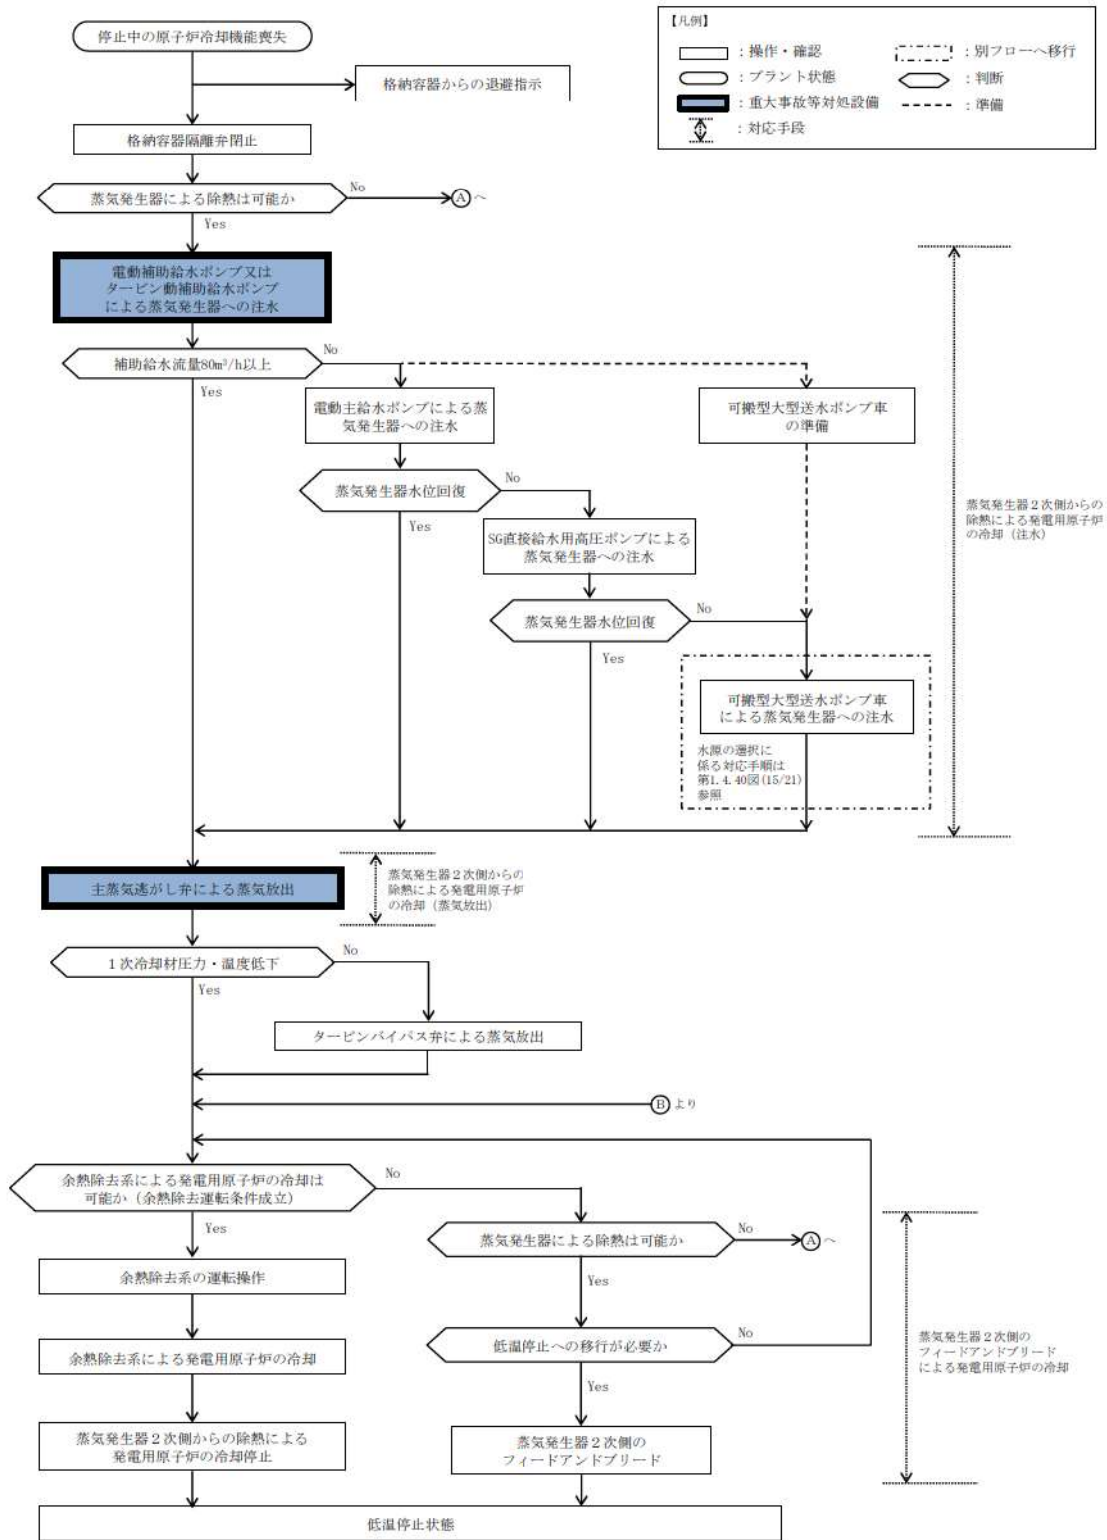 【凡例】
：操作・確認
：別フローへ移行
：プラント状態
：判断
：重大事故等対処設備
：準備
：対応手段
停止中の原子炉冷却機能喪失
格納容器からの退避指示
格納容器隔離弁閉止
蒸気発生器による除熱は可能か
No
Ⓐへ
Yes
電動補助給水ポンプ又は
タービン動補助給水ポンプ
による蒸気発生器への注水
補助給水流量80m³/h以上
No
Yes
電動主給水ポンプによる蒸
気発生器への注水
可搬型大型送水ポンプ車
の準備
蒸気発生器水位回復
No
Yes
SG直接給水用高圧ポンプによる
蒸気発生器への注水
蒸気発生器水位回復
No
Yes
可搬型大型送水ポンプ車
による蒸気発生器への注水
水源の選択に
係る対応手順は
第1.4.40図(15/21)
参照
蒸気発生器２次側からの
除熱による発電用原子炉
の冷却（注水）
主蒸気逃がし弁による蒸気放出
蒸気発生器２次側からの
除熱による発電用原子炉
の冷却（蒸気放出）
１次冷却材圧力・温度低下
No
Yes
タービンバイパス弁による蒸気放出
Ⓑより
余熱除去系による発電用原子炉の冷却は
可能か（余熱除去運転条件成立）
No
Yes
蒸気発生器による除熱は可能か
No
Ⓐへ
Yes
余熱除去系の運転操作
低温停止への移行が必要か
No
Yes
余熱除去系による発電用原子炉の冷却
蒸気発生器２次側の
フィードアンドブリード
による発電用原子炉の冷却
蒸気発生器２次側からの除熱による
発電用原子炉の冷却停止
蒸気発生器２次側の
フィードアンドブリード
低温停止状態